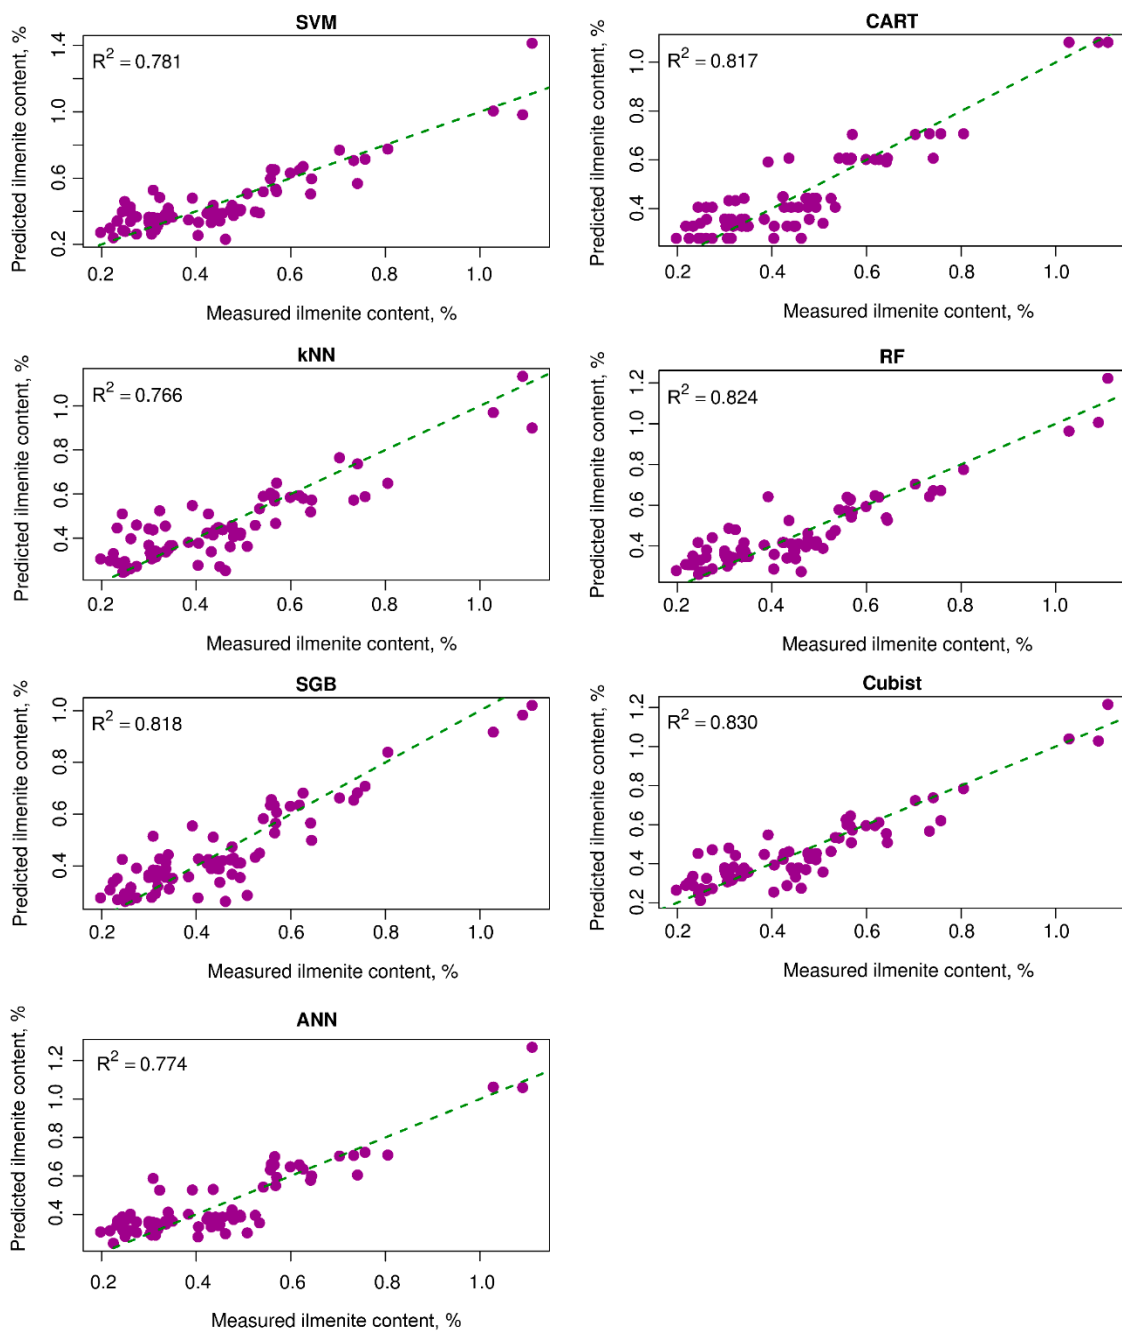 SVM
R² = 0.781
Predicted ilmenite content, %
1.4
1.0
0.6
0.2
0.2 0.4 0.6 0.8 1.0
Measured ilmenite content, %
CART
R² = 0.817
Predicted ilmenite content, %
1.0
0.8
0.6
0.4
0.2 0.4 0.6 0.8 1.0
Measured ilmenite content, %
kNN
R² = 0.766
Predicted ilmenite content, %
1.0
0.8
0.6
0.4
0.2 0.4 0.6 0.8 1.0
Measured ilmenite content, %
RF
R² = 0.824
Predicted ilmenite content, %
1.2
1.0
0.8
0.6
0.4
0.2 0.4 0.6 0.8 1.0
Measured ilmenite content, %
SGB
R² = 0.818
Predicted ilmenite content, %
1.0
0.8
0.6
0.4
0.2 0.4 0.6 0.8 1.0
Measured ilmenite content, %
Cubist
R² = 0.830
Predicted ilmenite content, %
1.2
1.0
0.8
0.6
0.4
0.2
0.2 0.4 0.6 0.8 1.0
Measured ilmenite content, %
ANN
R² = 0.774
Predicted ilmenite content, %
1.2
1.0
0.8
0.6
0.4
0.2 0.4 0.6 0.8 1.0
Measured ilmenite content, %